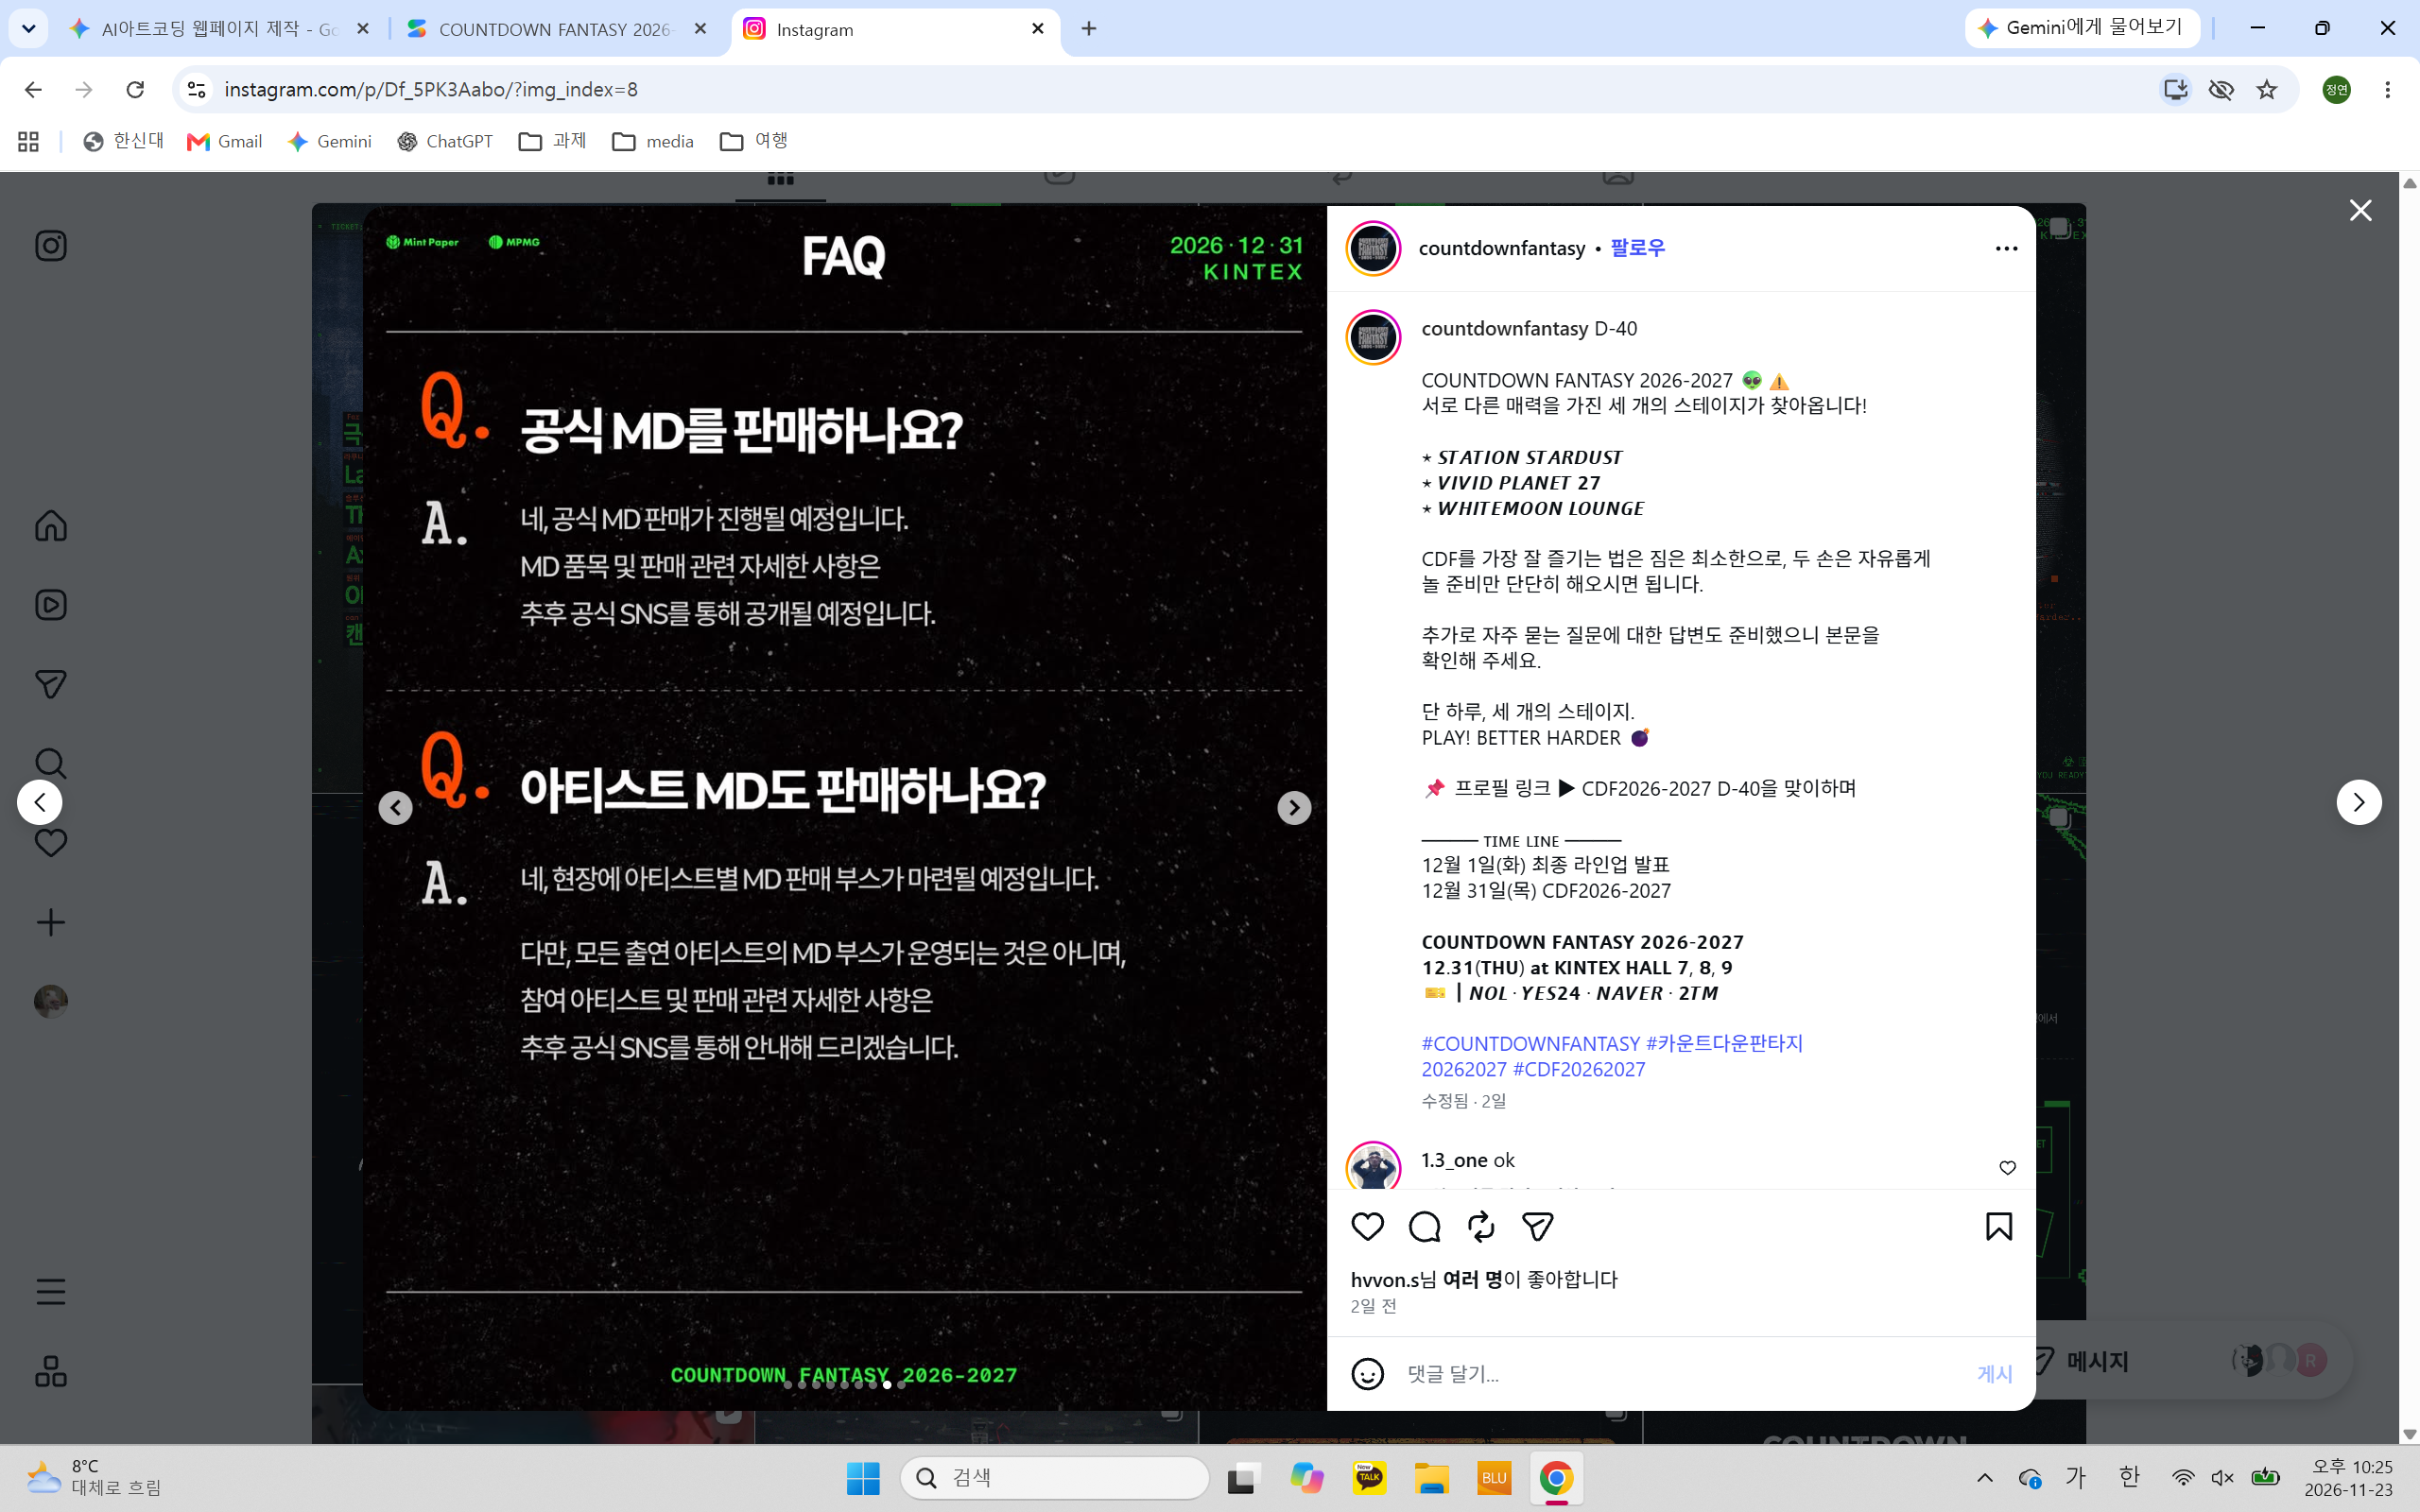 AI아트코딩 웹페이지 제작 - Go
COUNTDOWN FANTASY 2026-
Instagram
Gemini에게 물어보기
instagram.com/p/Df_5PK3Aabo/?img_index=8
정연
한신대
Gmail
Gemini
ChatGPT
과제
media
여행
Mint Paper
MPMG
FAQ
2026·12·31
KINTEX
Q.
공식 MD를 판매하나요?
A.
네, 공식 MD 판매가 진행될 예정입니다.
MD 품목 및 판매 관련 자세한 사항은
추후 공식 SNS를 통해 공개될 예정입니다.
Q.
아티스트 MD도 판매하나요?
A.
네, 현장에 아티스트별 MD 판매 부스가 마련될 예정입니다.
다만, 모든 출연 아티스트의 MD 부스가 운영되는 것은 아니며,
참여 아티스트 및 판매 관련 자세한 사항은
추후 공식 SNS를 통해 안내해 드리겠습니다.
COUNTDOWN FANTASY 2026-2027
countdownfantasy • 팔로우
countdownfantasy D-40
COUNTDOWN FANTASY 2026-2027 👽 ⚠️
서로 다른 매력을 가진 세 개의 스테이지가 찾아옵니다!
⋆ STATION STARDUST
⋆ VIVID PLANET 27
⋆ WHITEMOON LOUNGE
CDF를 가장 잘 즐기는 법은 짐은 최소한으로, 두 손은 자유롭게
놀 준비만 단단히 해오시면 됩니다.
추가로 자주 묻는 질문에 대한 답변도 준비했으니 본문을
확인해 주세요.
단 하루, 세 개의 스테이지.
PLAY! BETTER HARDER 💣
📌 프로필 링크 ▶ CDF2026-2027 D-40을 맞이하며
──── TIME LINE ────
12월 1일(화) 최종 라인업 발표
12월 31일(목) CDF2026-2027
COUNTDOWN FANTASY 2026-2027
12.31(THU) at KINTEX HALL 7, 8, 9
🎫 | NOL · YES24 · NAVER · 2TM
#COUNTDOWNFANTASY #카운트다운판타지
20262027 #CDF20262027
수정됨 · 2일
1.3_one ok
hvvon.s님 여러 명이 좋아합니다
2일 전
댓글 달기...
게시
메시지
R
8°C
대체로 흐림
검색
New
TALK
BLU
가
한
오후 10:25
2026-11-23